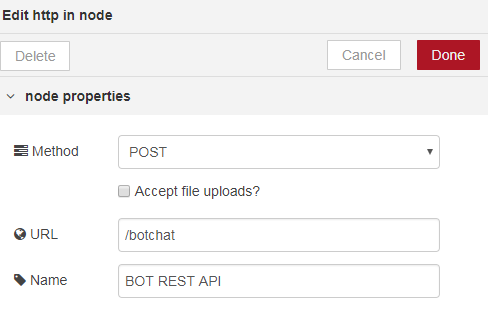 Edit http in node
Delete
Cancel
Done
node properties
Method
POST
Accept file uploads?
URL
/botchat
Name
BOT REST API